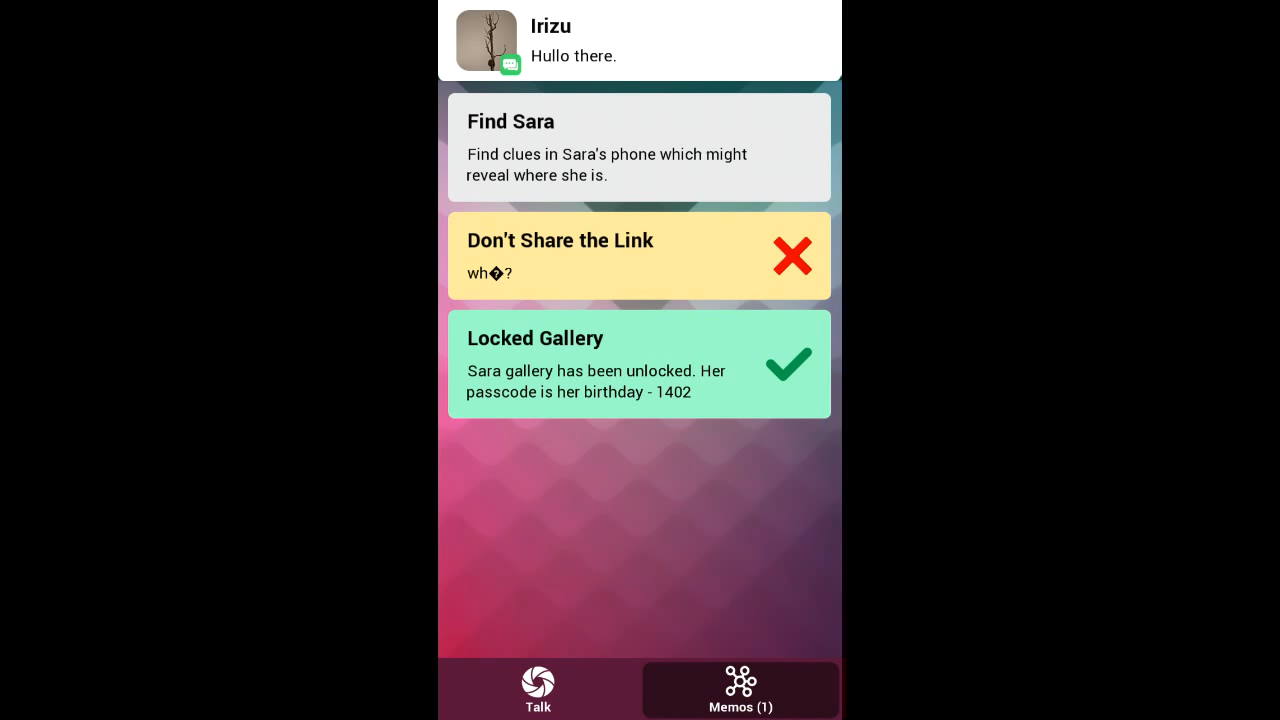 Irizu
Hullo there.
Find Sara
Find clues in Sara's phone which might
reveal where she is.
Don't Share the Link
wh�?
Locked Gallery
Sara gallery has been unlocked. Her
passcode is her birthday - 1402
Talk
Memos (1)